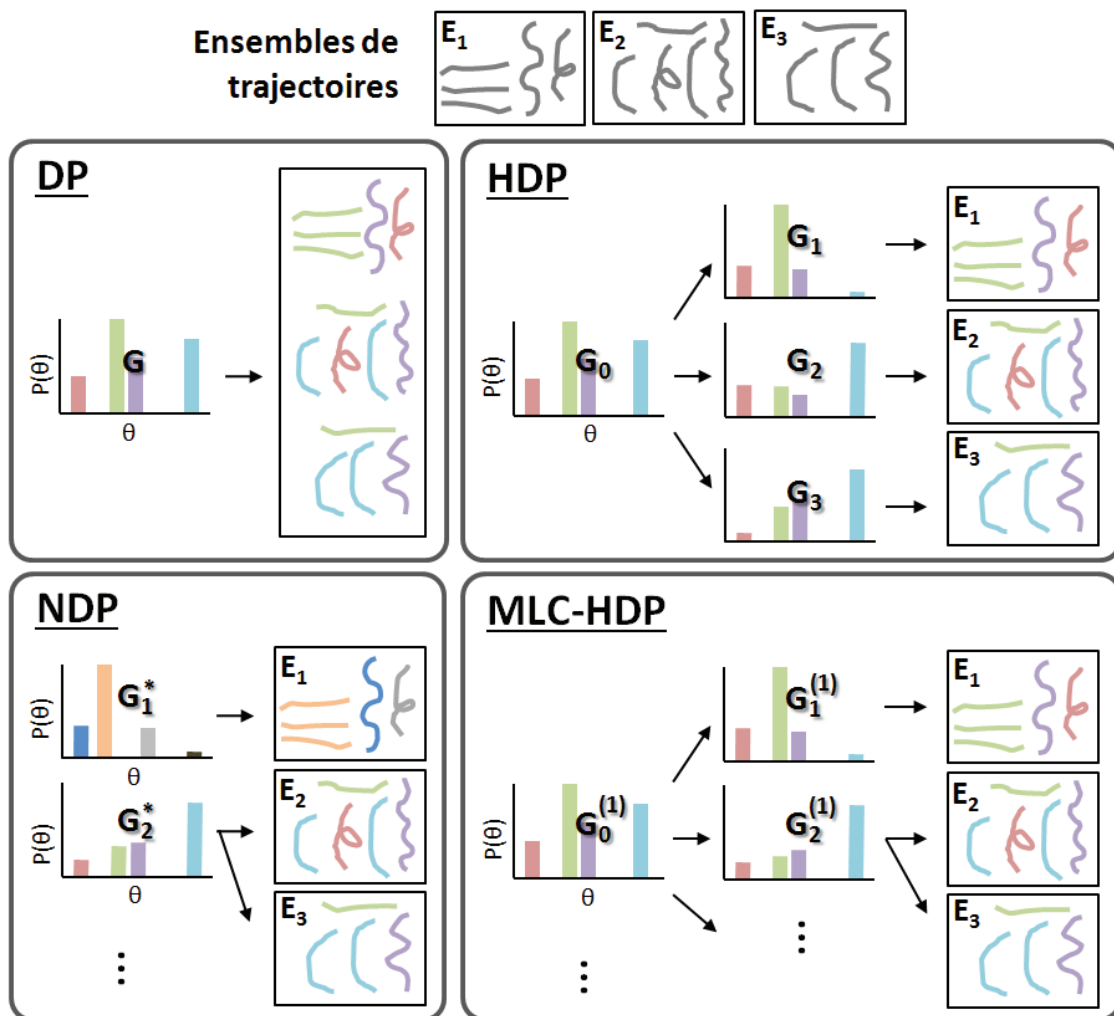 Ensembles de
trajectoires
E1
E2
E3
DP
P(θ)
G
θ
HDP
P(θ)
G0
θ
G1
G2
G3
E1
E2
E3
NDP
P(θ)
G1*
θ
P(θ)
G2*
θ
⋮
E1
E2
E3
MLC-HDP
P(θ)
G0(1)
θ
⋮
G1(1)
G2(1)
⋮
E1
E2
E3